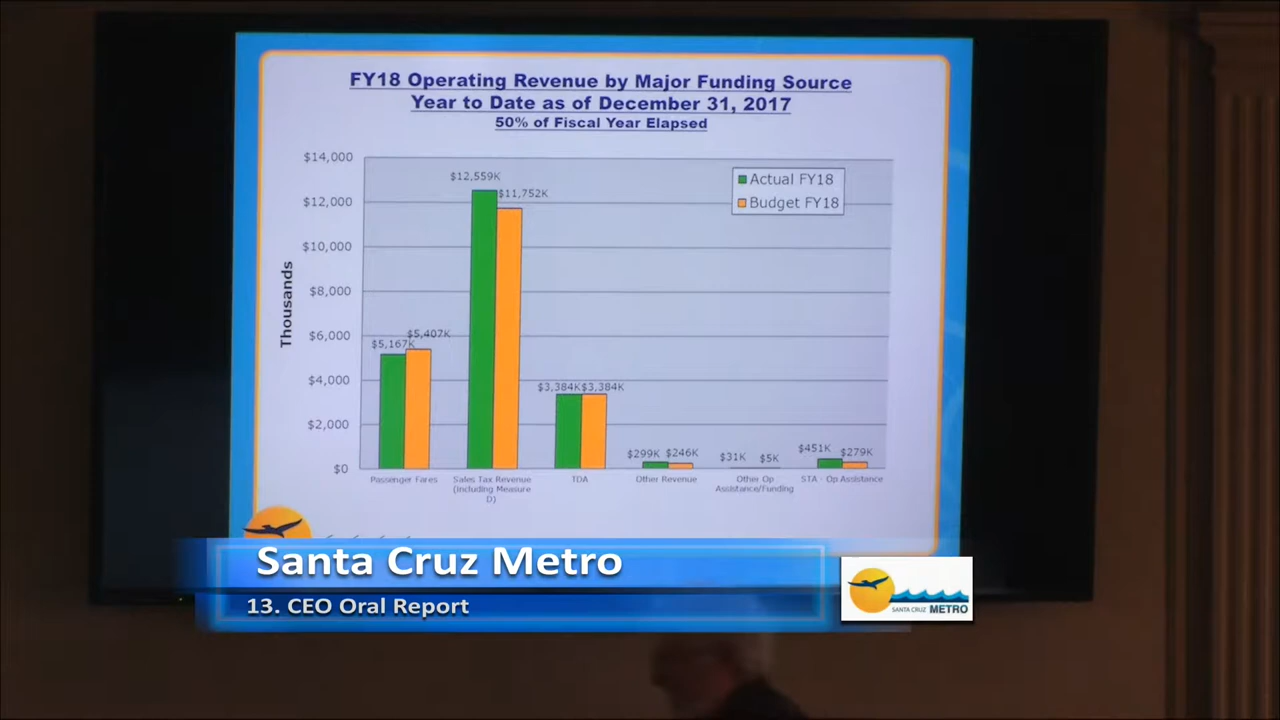 FY18 Operating Revenue by Major Funding Source
Year to Date as of December 31, 2017
50% of Fiscal Year Elapsed
Thousands
$14,000
$12,000
$10,000
$8,000
$6,000
$4,000
$2,000
$0
Actual FY18
Budget FY18
$5,167K
$5,407K
$12,559K
$11,752K
$3,384K
$3,384K
$299K
$246K
$31K
$5K
$451K
$279K
Passenger Fares
Sales Tax Revenue
(Including Measure
D)
TDA
Other Revenue
Other Op
Assistance/Funding
STA - Op Assistance
Santa Cruz Metro
13. CEO Oral Report
SANTA CRUZ METRO